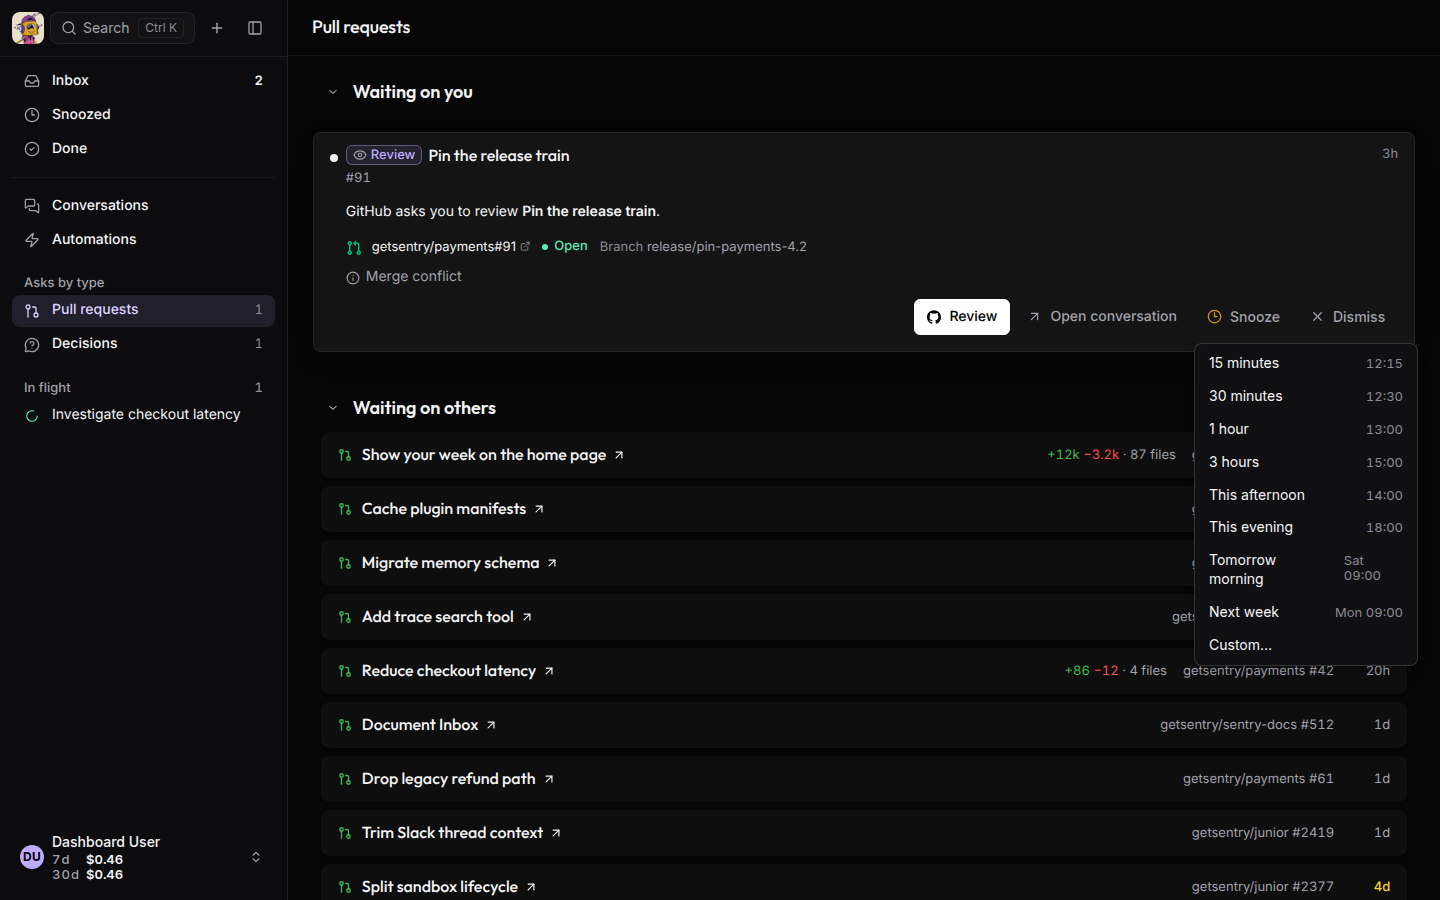 Search Ctrl K
Pull requests
Inbox 2
Snoozed
Done
Conversations
Automations
Asks by type
Pull requests 1
Decisions 1
In flight 1
Investigate checkout latency
Dashboard User
DU
7d $0.46
30d $0.46
Waiting on you
Review Pin the release train 3h
#91
GitHub asks you to review Pin the release train.
getsentry/payments#91 Open Branch release/pin-payments-4.2
Merge conflict
Review Open conversation Snooze Dismiss
15 minutes 12:15
30 minutes 12:30
1 hour 13:00
3 hours 15:00
This afternoon 14:00
This evening 18:00
Tomorrow morning Sat 09:00
Next week Mon 09:00
Custom...
Waiting on others
Show your week on the home page +12k −3.2k · 87 files
Cache plugin manifests
Migrate memory schema
Add trace search tool
Reduce checkout latency +86 −12 · 4 files getsentry/payments #42 20h
Document Inbox getsentry/sentry-docs #512 1d
Drop legacy refund path getsentry/payments #61 1d
Trim Slack thread context getsentry/junior #2419 1d
Split sandbox lifecycle getsentry/junior #2377 4d